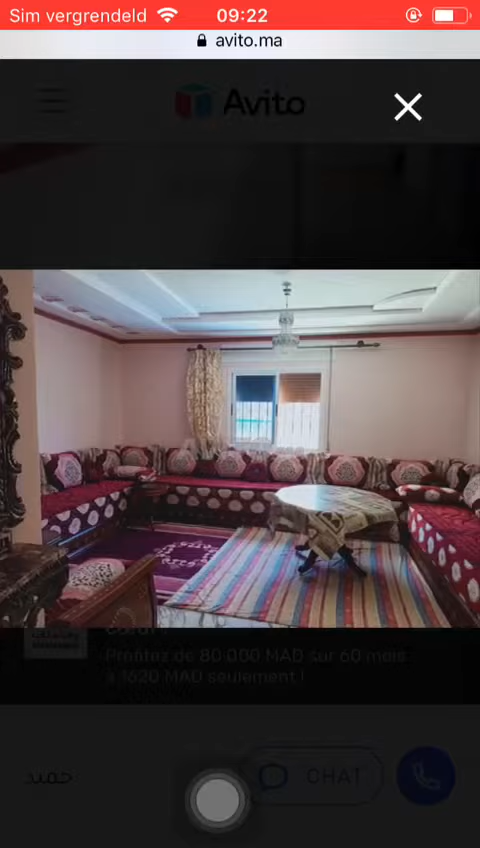 Sim vergrendeld
09:22
avito.ma
Avito
Profitez de 80 000 MAD sur 60 mois
à 1620 MAD seulement !
حميد
CHAT